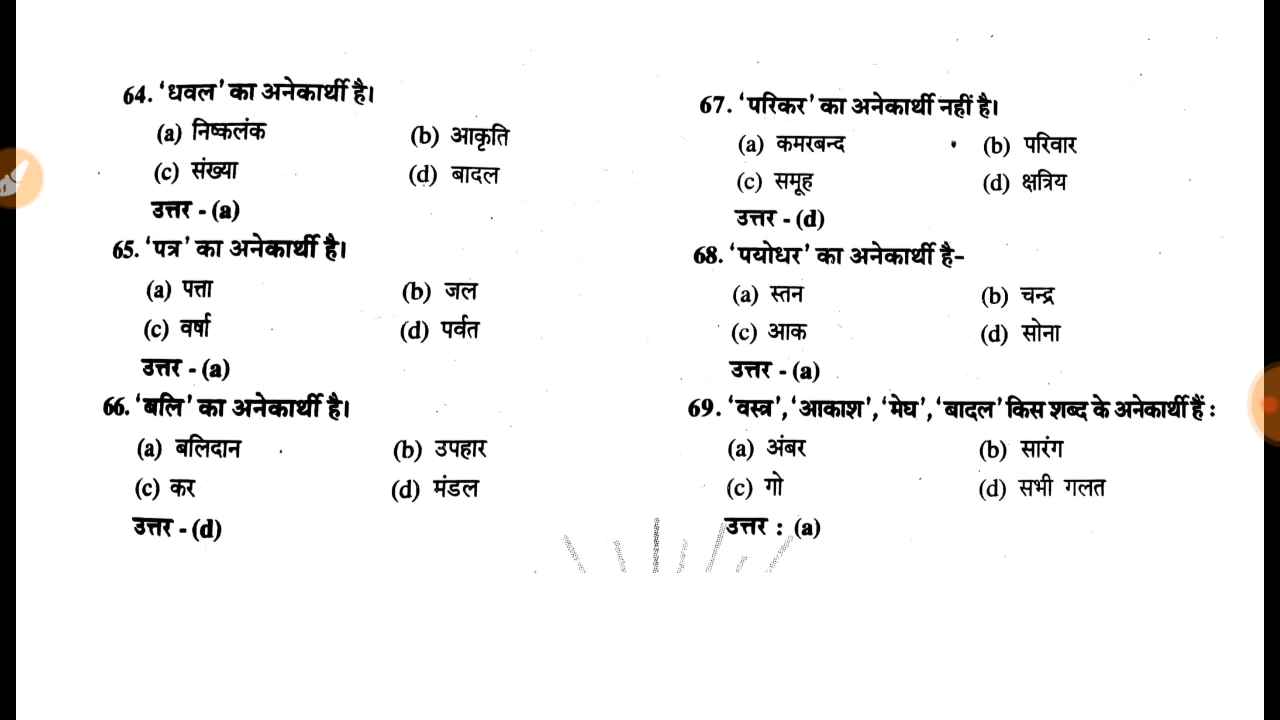 64. 'धवल' का अनेकार्थी है।
(a) निष्कलंक (b) आकृति
(c) संख्या (d) बादल
उत्तर - (a)
65. 'पत्र' का अनेकार्थी है।
(a) पत्ता (b) जल
(c) वर्षा (d) पर्वत
उत्तर - (a)
66. 'बलि' का अनेकार्थी है।
(a) बलिदान (b) उपहार
(c) कर (d) मंडल
उत्तर - (d)
67. 'परिकर' का अनेकार्थी नहीं है।
(a) कमरबन्द (b) परिवार
(c) समूह (d) क्षत्रिय
उत्तर - (d)
68. 'पयोधर' का अनेकार्थी है-
(a) स्तन (b) चन्द्र
(c) आक (d) सोना
उत्तर - (a)
69. 'वस्त्र', 'आकाश', 'मेघ', 'बादल' किस शब्द के अनेकार्थी हैं :
(a) अंबर (b) सारंग
(c) गो (d) सभी गलत
उत्तर : (a)